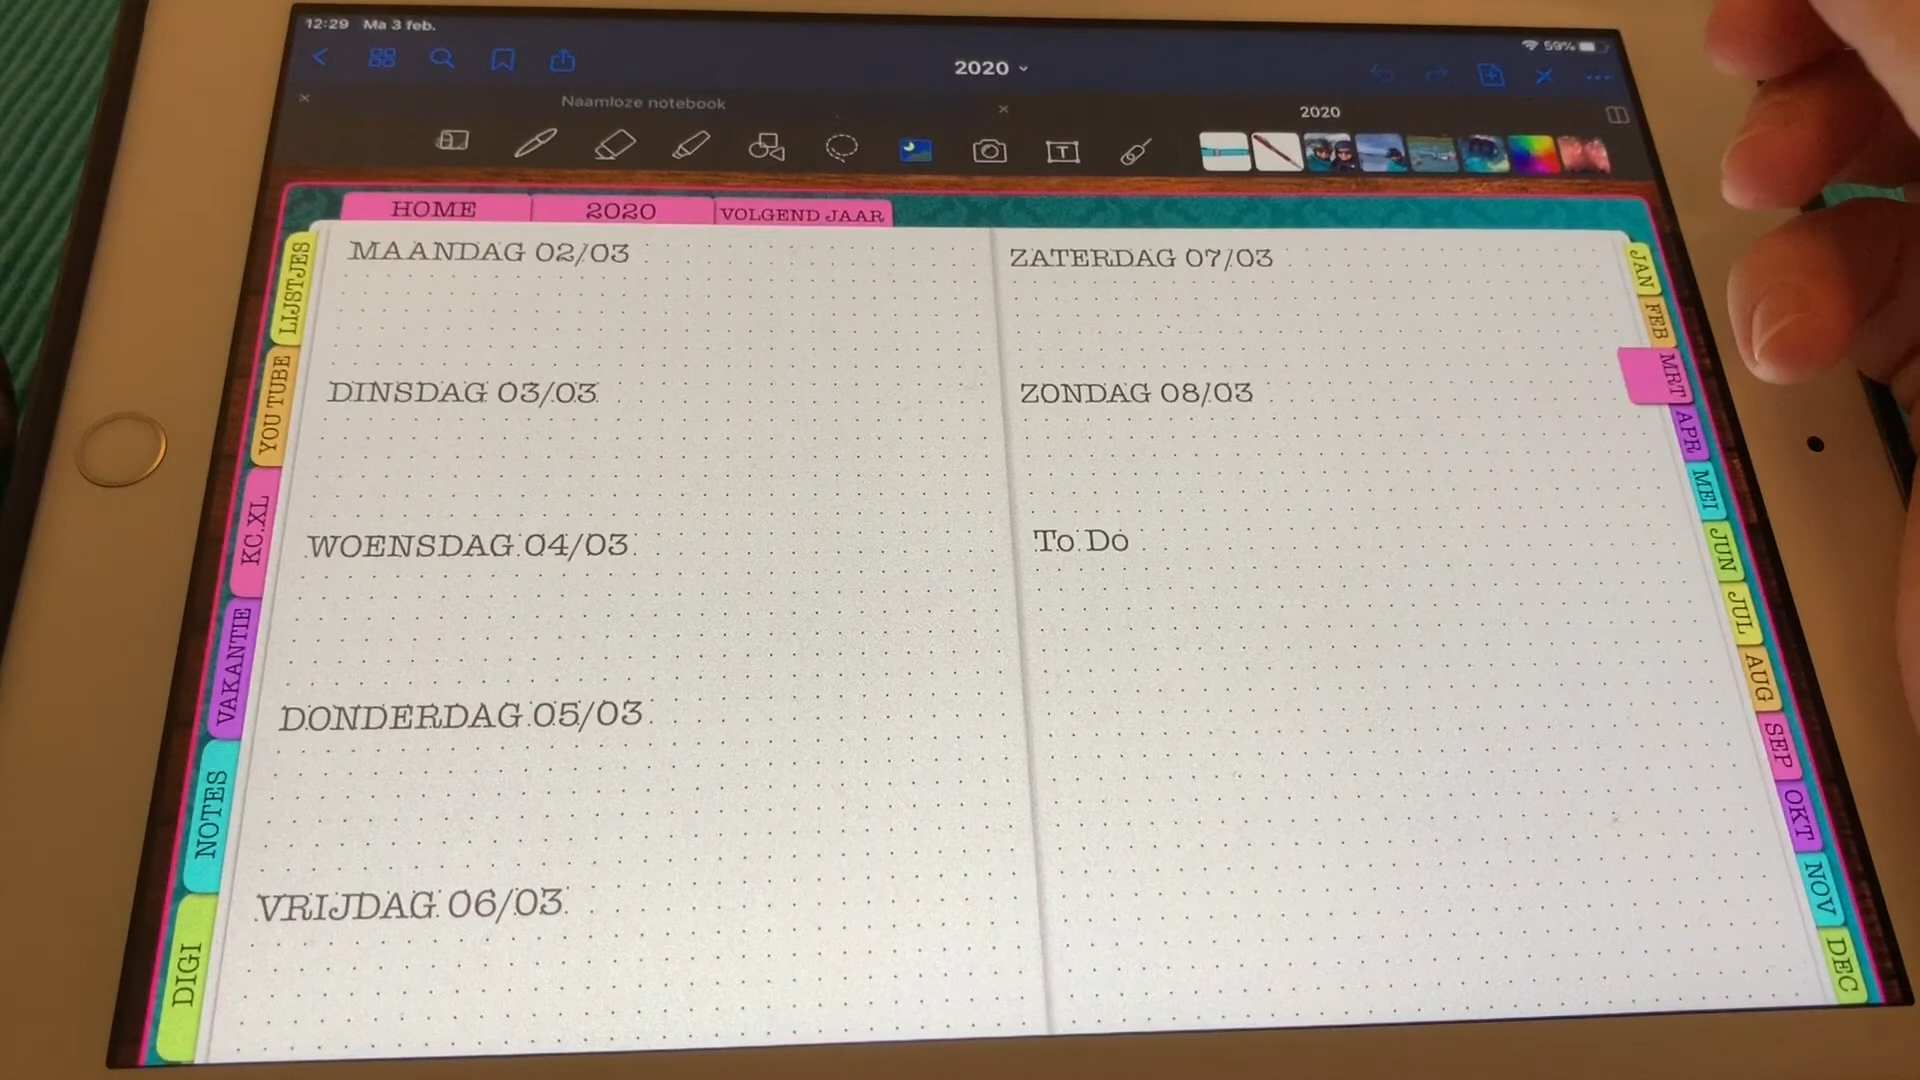 12:29 Ma 3 feb.
59%
2020
Naamloze notebook
2020
T
HOME
2020
VOLGEND JAAR
LIJSTJES
YOU TUBE
KC.XL
VAKANTIE
NOTES
DIGI
MAANDAG 02/03
DINSDAG 03/03
WOENSDAG 04/03
DONDERDAG 05/03
VRIJDAG 06/03
ZATERDAG 07/03
ZONDAG 08/03
To Do
JAN
FEB
MRT
APR
MEI
JUN
JUL
AUG
SEP
OKT
NOV
DEC